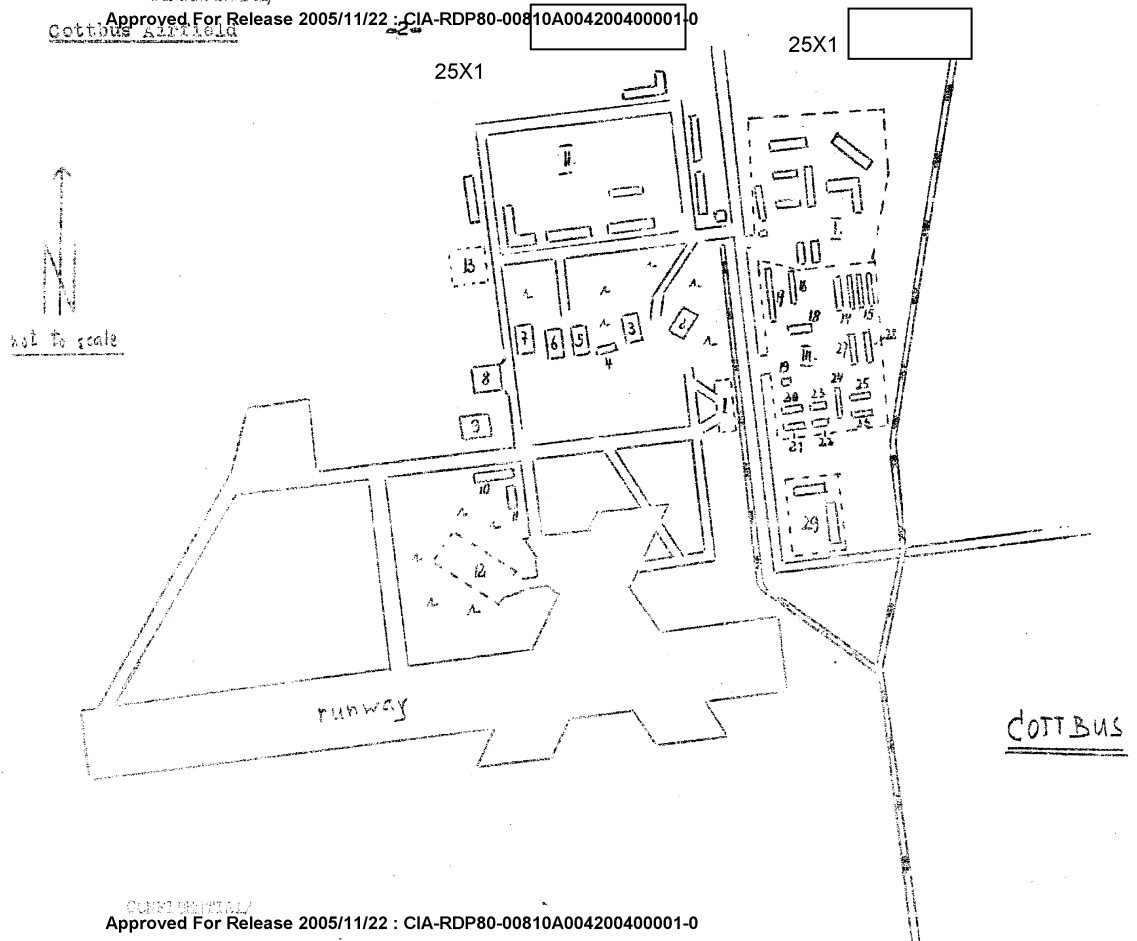 Approved For Release 2005/11/22 : CIA-RDP80-00810A004200400001-0
Cottbus Airfield
-2-
25X1
25X1
II
I
N
not to scale
13
7
6
5
4
3
2
8
9
1
17
16
14
15
18
III
27
28
19
20
23
24
25
21
22
26
10
11
12
29
runway
COTTBUS
CONFIDENTIAL
Approved For Release 2005/11/22 : CIA-RDP80-00810A004200400001-0